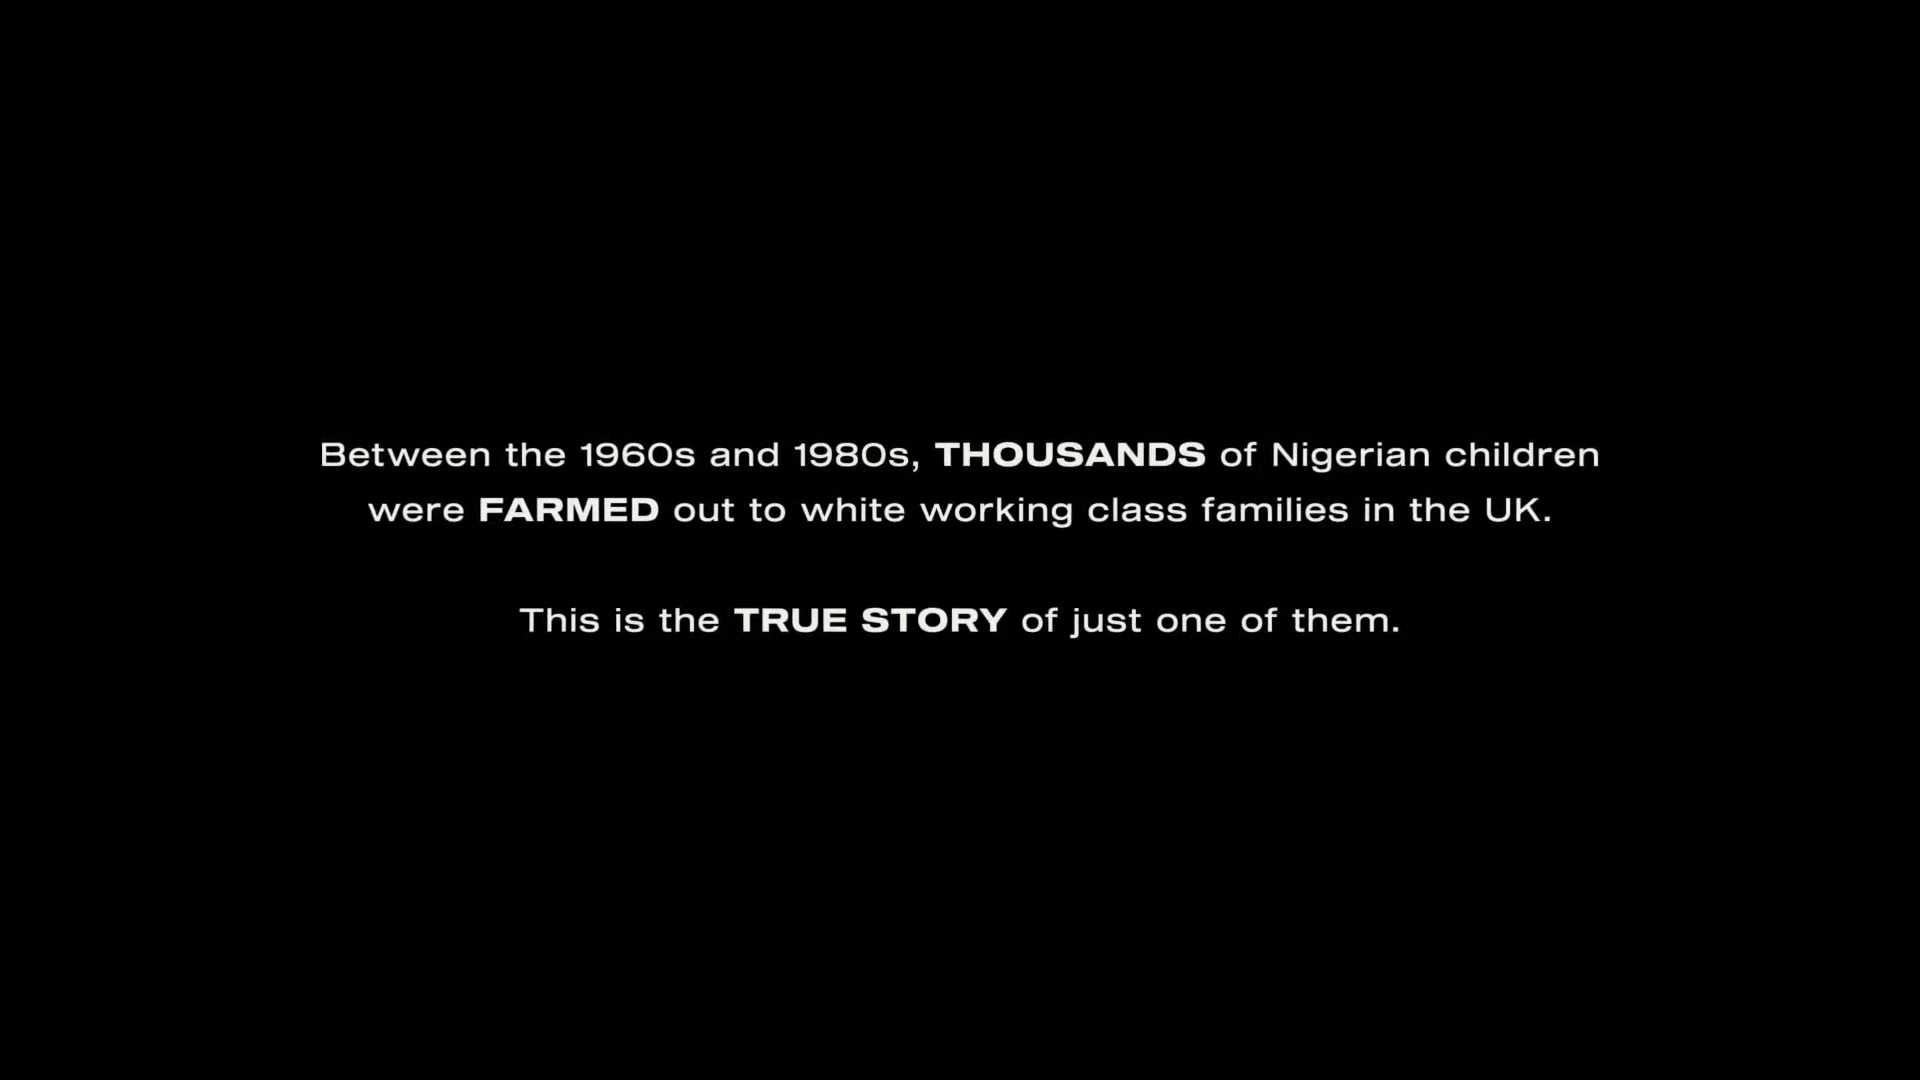 Between the 1960s and 1980s, THOUSANDS of Nigerian children
were FARMED out to white working class families in the UK.
This is the TRUE STORY of just one of them.